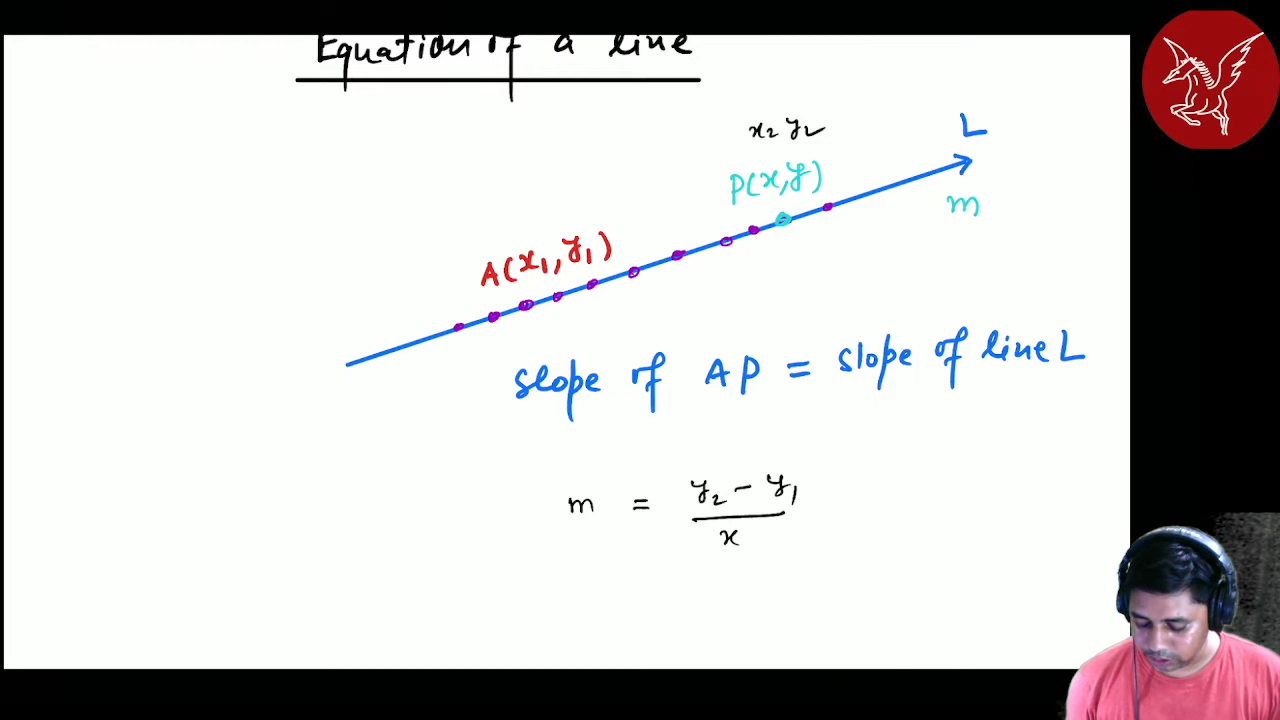 Equation of a line
x₂ y₂
L
P(x,y)
m
A(x₁,y₁)
slope of AP = slope of line L
m = y₂ - y₁
x